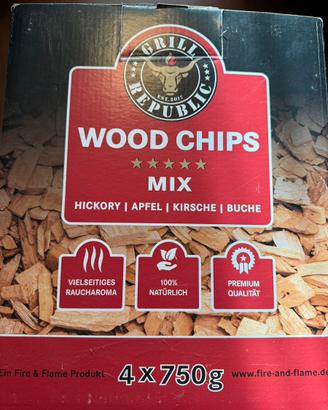 GRILL
EST. 2017
REPUBLIC
WOOD CHIPS
MIX
HICKORY | APFEL | KIRSCHE | BUCHE
VIELSEITIGES
RAUCHAROMA
100%
NATÜRLICH
PREMIUM
QUALITÄT
Ein Fire & Flame Produkt 4 x 750g www.fire-and-flame.de